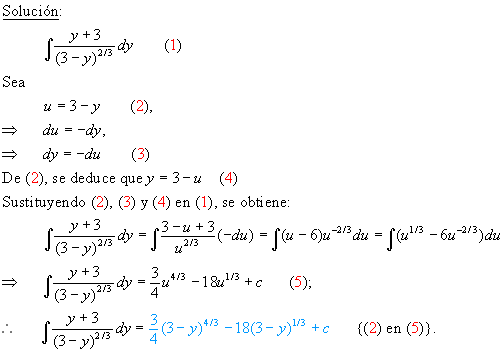 Solución:
∫ (y + 3)/(3 − y)^{2/3} dy (1)
Sea
u = 3 − y (2),
⇒ du = −dy,
⇒ dy = −du (3)
De (2), se deduce que y = 3 − u (4)
Sustituyendo (2), (3) y (4) en (1), se obtiene:
∫ (y + 3)/(3 − y)^{2/3} dy = ∫ (3 − u + 3)/u^{2/3} (−du) = ∫(u − 6)u^{−2/3} du = ∫(u^{1/3} − 6u^{−2/3})du
⇒ ∫ (y + 3)/(3 − y)^{2/3} dy = 3/4 u^{4/3} − 18u^{1/3} + c (5);
∴ ∫ (y + 3)/(3 − y)^{2/3} dy = 3/4 (3 − y)^{4/3} − 18(3 − y)^{1/3} + c {(2) en (5)}.